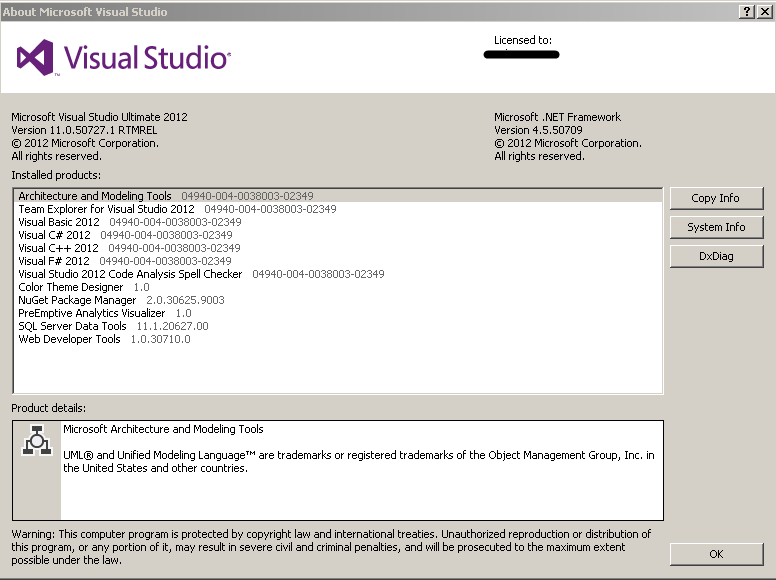 About Microsoft Visual Studio
Visual Studio
Licensed to:
Microsoft Visual Studio Ultimate 2012
Version 11.0.50727.1 RTMREL
© 2012 Microsoft Corporation.
All rights reserved.
Microsoft .NET Framework
Version 4.5.50709
© 2012 Microsoft Corporation.
All rights reserved.
Installed products:
Architecture and Modeling Tools 04940-004-0038003-02349
Team Explorer for Visual Studio 2012 04940-004-0038003-02349
Visual Basic 2012 04940-004-0038003-02349
Visual C# 2012 04940-004-0038003-02349
Visual C++ 2012 04940-004-0038003-02349
Visual F# 2012 04940-004-0038003-02349
Visual Studio 2012 Code Analysis Spell Checker 04940-004-0038003-02349
Color Theme Designer 1.0
NuGet Package Manager 2.0.30625.9003
PreEmptive Analytics Visualizer 1.0
SQL Server Data Tools 11.1.20627.00
Web Developer Tools 1.0.30710.0
Copy Info
System Info
DxDiag
Product details:
Microsoft Architecture and Modeling Tools
UML® and Unified Modeling Language™ are trademarks or registered trademarks of the Object Management Group, Inc. in
the United States and other countries.
Warning: This computer program is protected by copyright law and international treaties. Unauthorized reproduction or distribution of
this program, or any portion of it, may result in severe civil and criminal penalties, and will be prosecuted to the maximum extent
possible under the law.
OK